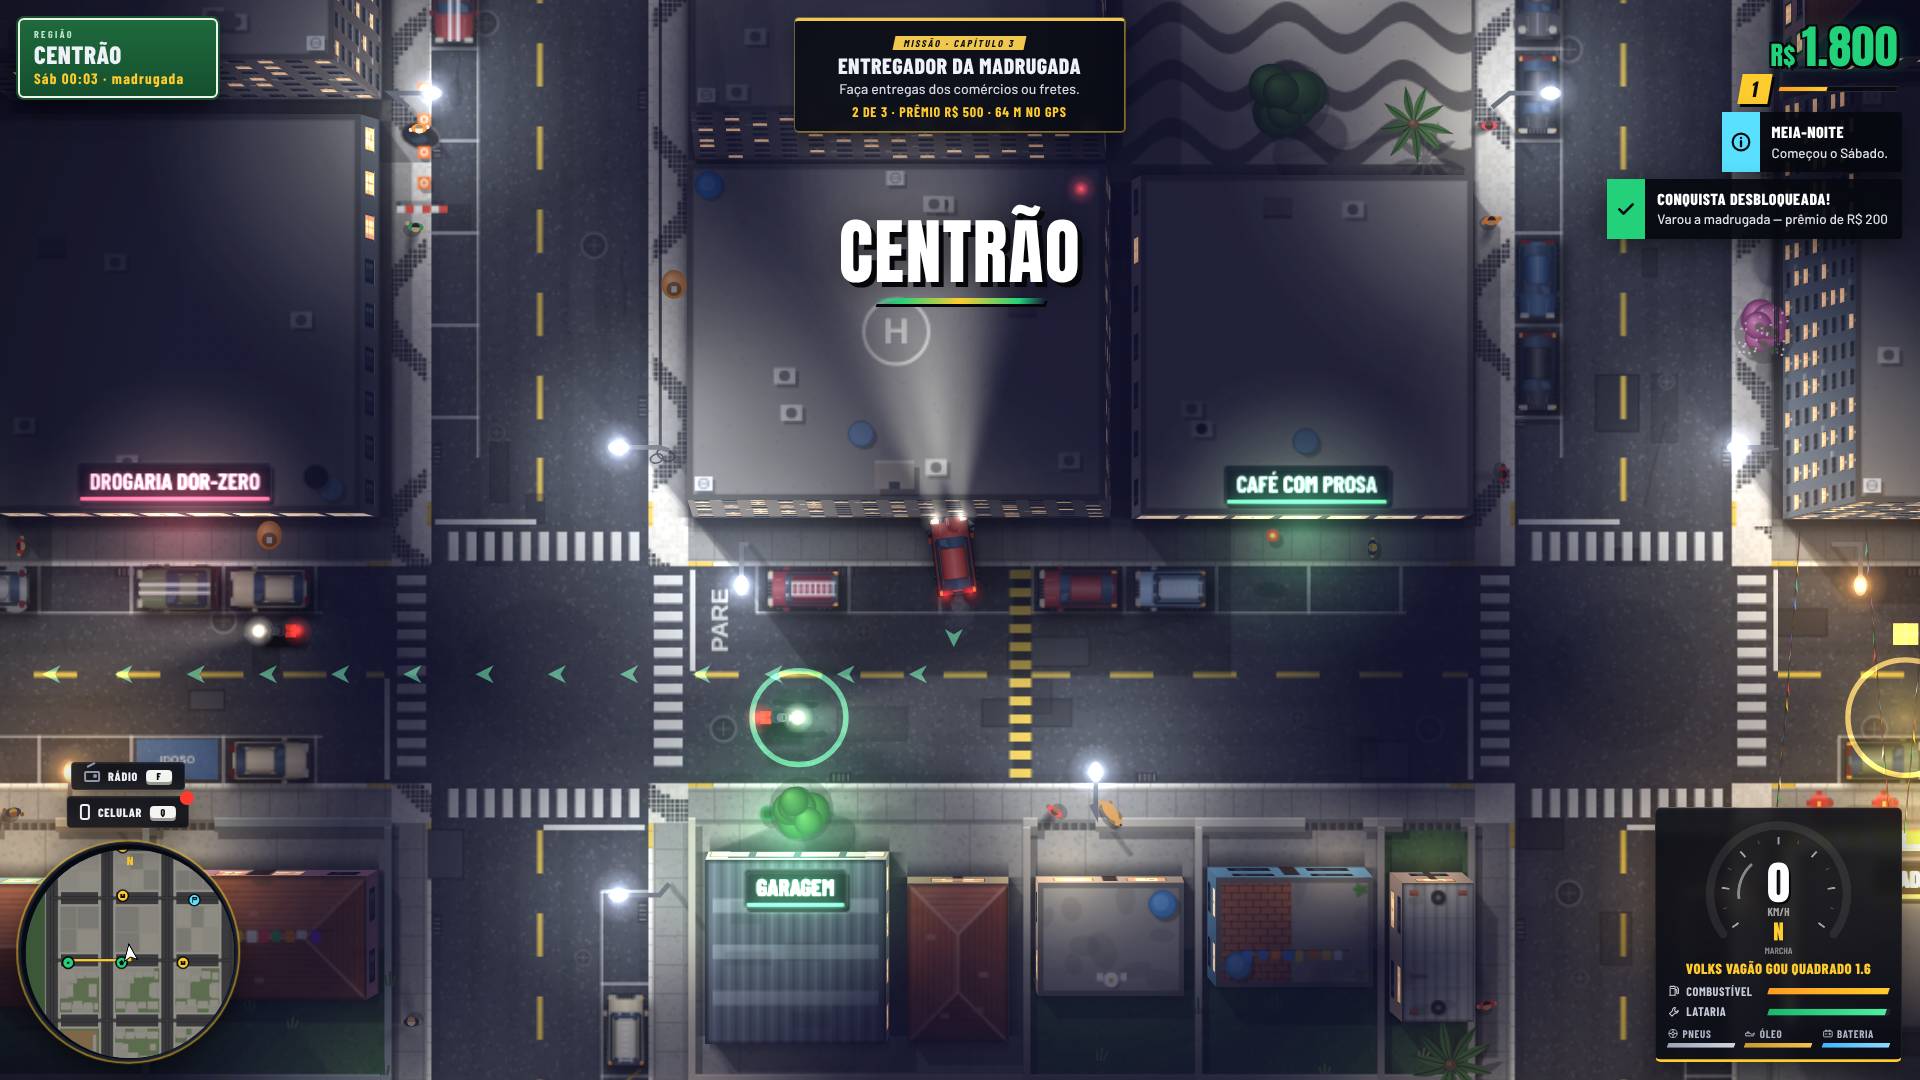 REGIÃO
CENTRÃO
Sáb 00:03 · madrugada
MISSÃO · CAPÍTULO 3
ENTREGADOR DA MADRUGADA
Faça entregas dos comércios ou fretes.
2 DE 3 · PRÊMIO R$ 500 · 64 M NO GPS
R$ 1.800
1
MEIA-NOITE
Começou o Sábado.
CONQUISTA DESBLOQUEADA!
Varou a madrugada — prêmio de R$ 200
CENTRÃO
H
DROGARIA DOR-ZERO
CAFÉ COM PROSA
PARE
IDOSO
RÁDIO F
CELULAR Q
GARAGEM
N
0
KM/H
N
MARCHA
VOLKS VAGÃO GOU QUADRADO 1.6
COMBUSTÍVEL
LATARIA
PNEUS ÓLEO BATERIA